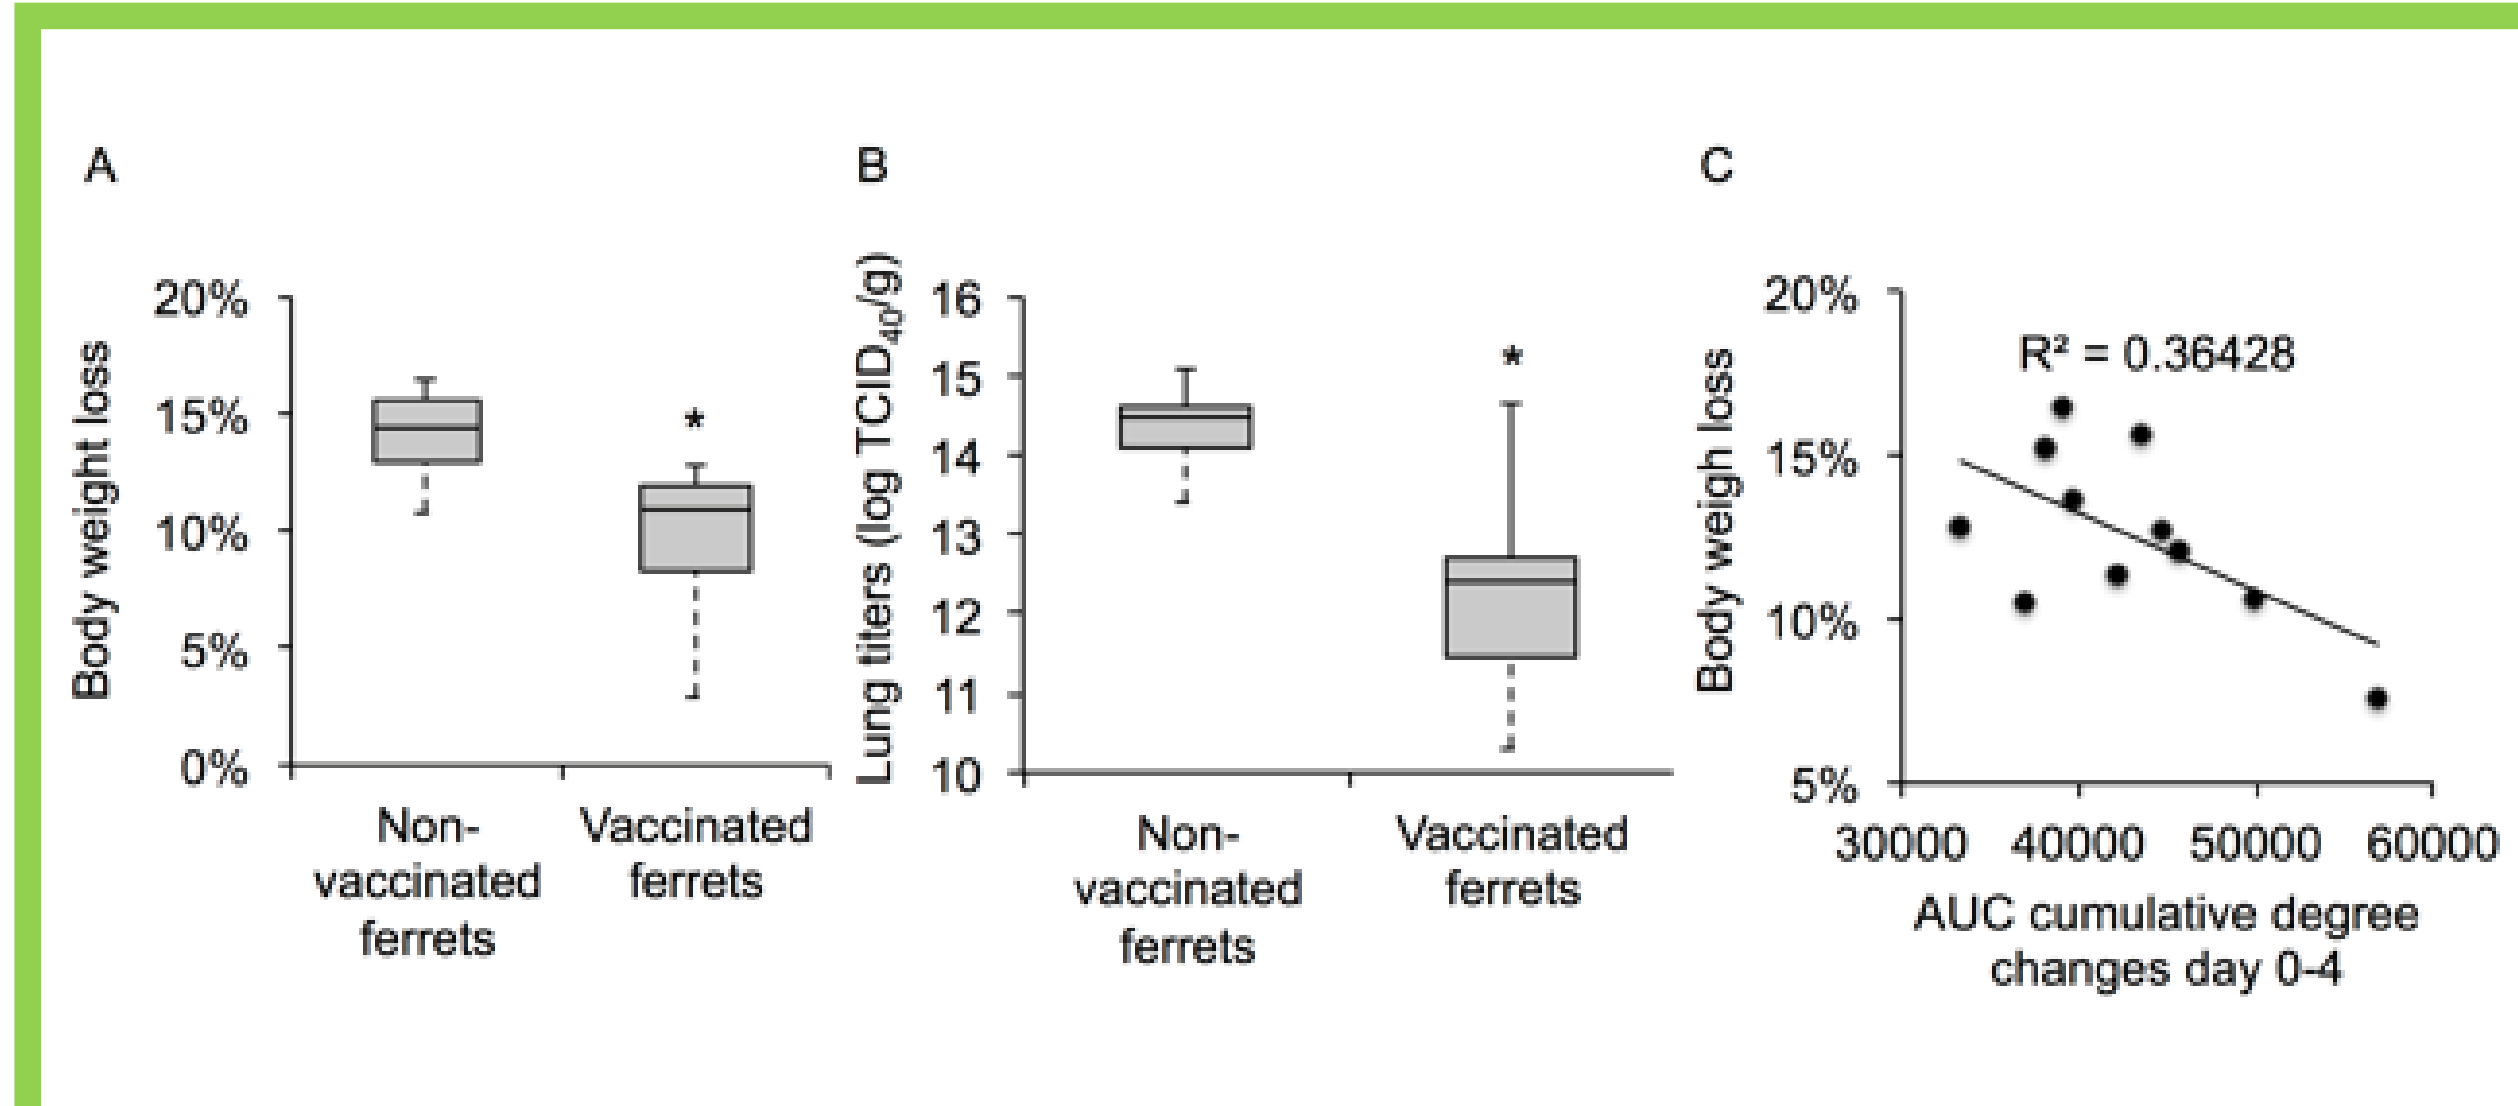 A
Body weight loss
20%
15%
10%
5%
0%
*
Non-
vaccinated
ferrets
Vaccinated
ferrets
B
Lung titers (log TCID₄₀/g)
16
15
14
13
12
11
10
*
Non-
vaccinated
ferrets
Vaccinated
ferrets
C
Body weigh loss
20%
15%
10%
5%
R² = 0.36428
30000 40000 50000 60000
AUC cumulative degree
changes day 0-4